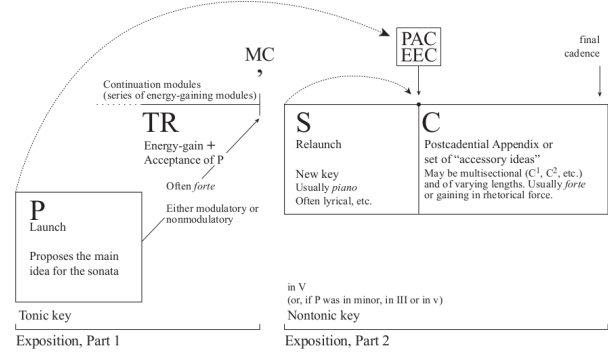 PAC
EEC
final
cadence
MC
,
Continuation modules
(series of energy-gaining modules)
TR
Energy-gain +
Acceptance of P
Often forte
Either modulatory or
nonmodulatory
P
Launch
Proposes the main
idea for the sonata
Tonic key
Exposition, Part 1
S
Relaunch
New key
Usually piano
Often lyrical, etc.
C
Postcadential Appendix or
set of “accessory ideas”
May be multisectional (C1, C2, etc.)
and of varying lengths. Usually forte
or gaining in rhetorical force.
in V
(or, if P was in minor, in III or in v)
Nontonic key
Exposition, Part 2